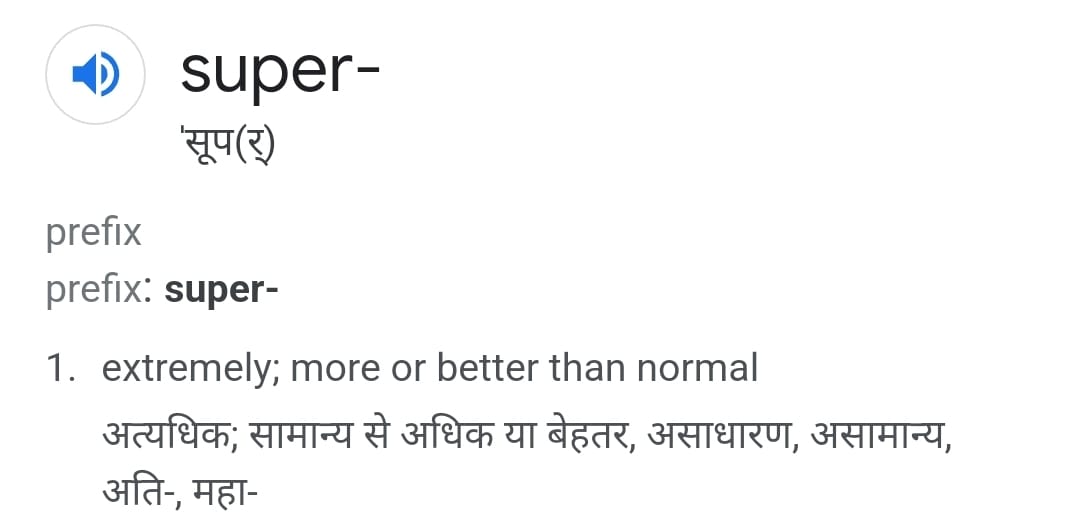 super-
ˈसूप(र्)
prefix
prefix: super-
1. extremely; more or better than normal
अत्यधिक; सामान्य से अधिक या बेहतर, असाधारण, असामान्य,
अति-, महा-